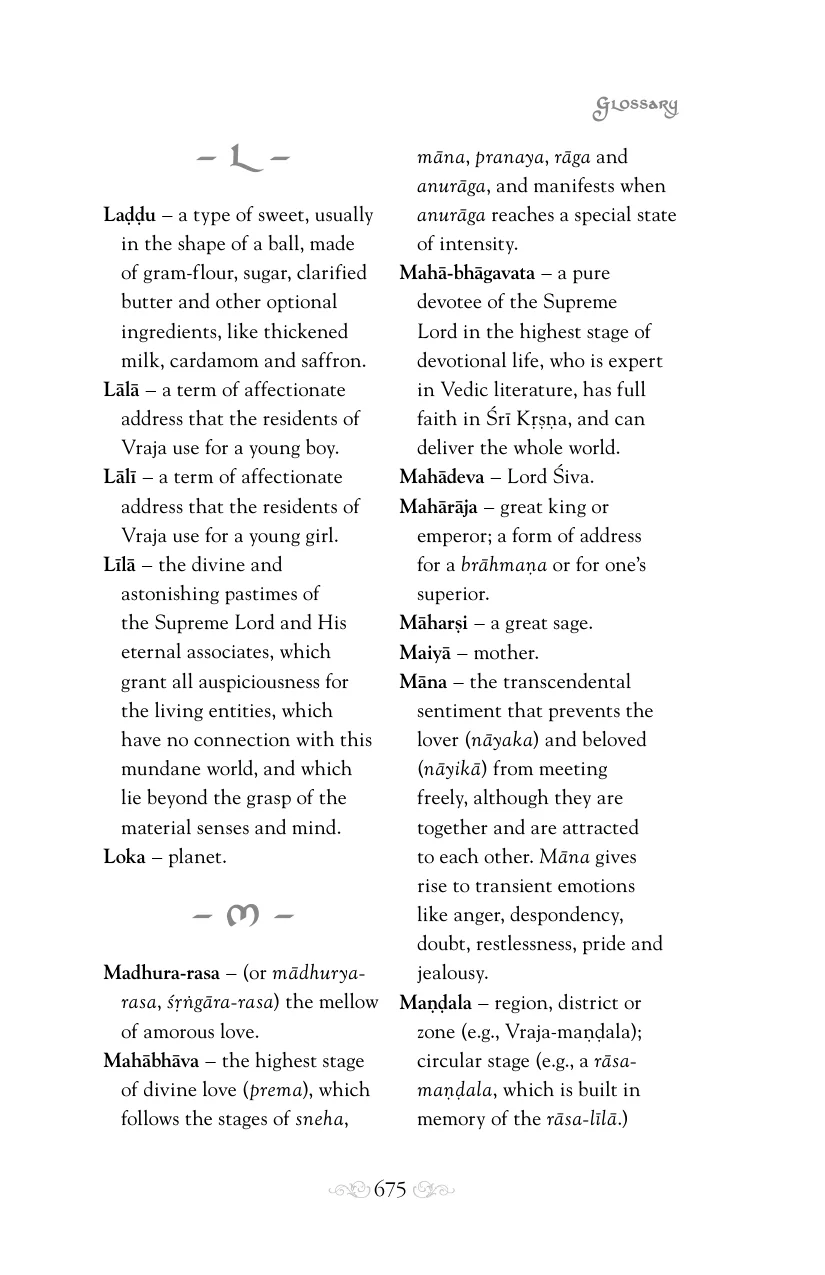 Glossary
– L –
Laḍḍu – a type of sweet, usually
in the shape of a ball, made
of gram-flour, sugar, clarified
butter and other optional
ingredients, like thickened
milk, cardamom and saffron.
Lālā – a term of affectionate
address that the residents of
Vraja use for a young boy.
Lālī – a term of affectionate
address that the residents of
Vraja use for a young girl.
Līlā – the divine and
astonishing pastimes of
the Supreme Lord and His
eternal associates, which
grant all auspiciousness for
the living entities, which
have no connection with this
mundane world, and which
lie beyond the grasp of the
material senses and mind.
Loka – planet.
– M –
Madhura-rasa – (or mādhurya-
rasa, śṛṅgāra-rasa) the mellow
of amorous love.
Mahābhāva – the highest stage
of divine love (prema), which
follows the stages of sneha,
māna, pranaya, rāga and
anurāga, and manifests when
anurāga reaches a special state
of intensity.
Mahā-bhāgavata – a pure
devotee of the Supreme
Lord in the highest stage of
devotional life, who is expert
in Vedic literature, has full
faith in Śrī Kṛṣṇa, and can
deliver the whole world.
Mahādeva – Lord Śiva.
Mahārāja – great king or
emperor; a form of address
for a brāhmaṇa or for one’s
superior.
Māharṣi – a great sage.
Maiyā – mother.
Māna – the transcendental
sentiment that prevents the
lover (nāyaka) and beloved
(nāyikā) from meeting
freely, although they are
together and are attracted
to each other. Māna gives
rise to transient emotions
like anger, despondency,
doubt, restlessness, pride and
jealousy.
Maṇḍala – region, district or
zone (e.g., Vraja-maṇḍala);
circular stage (e.g., a rāsa-
maṇḍala, which is built in
memory of the rāsa-līlā.)
675